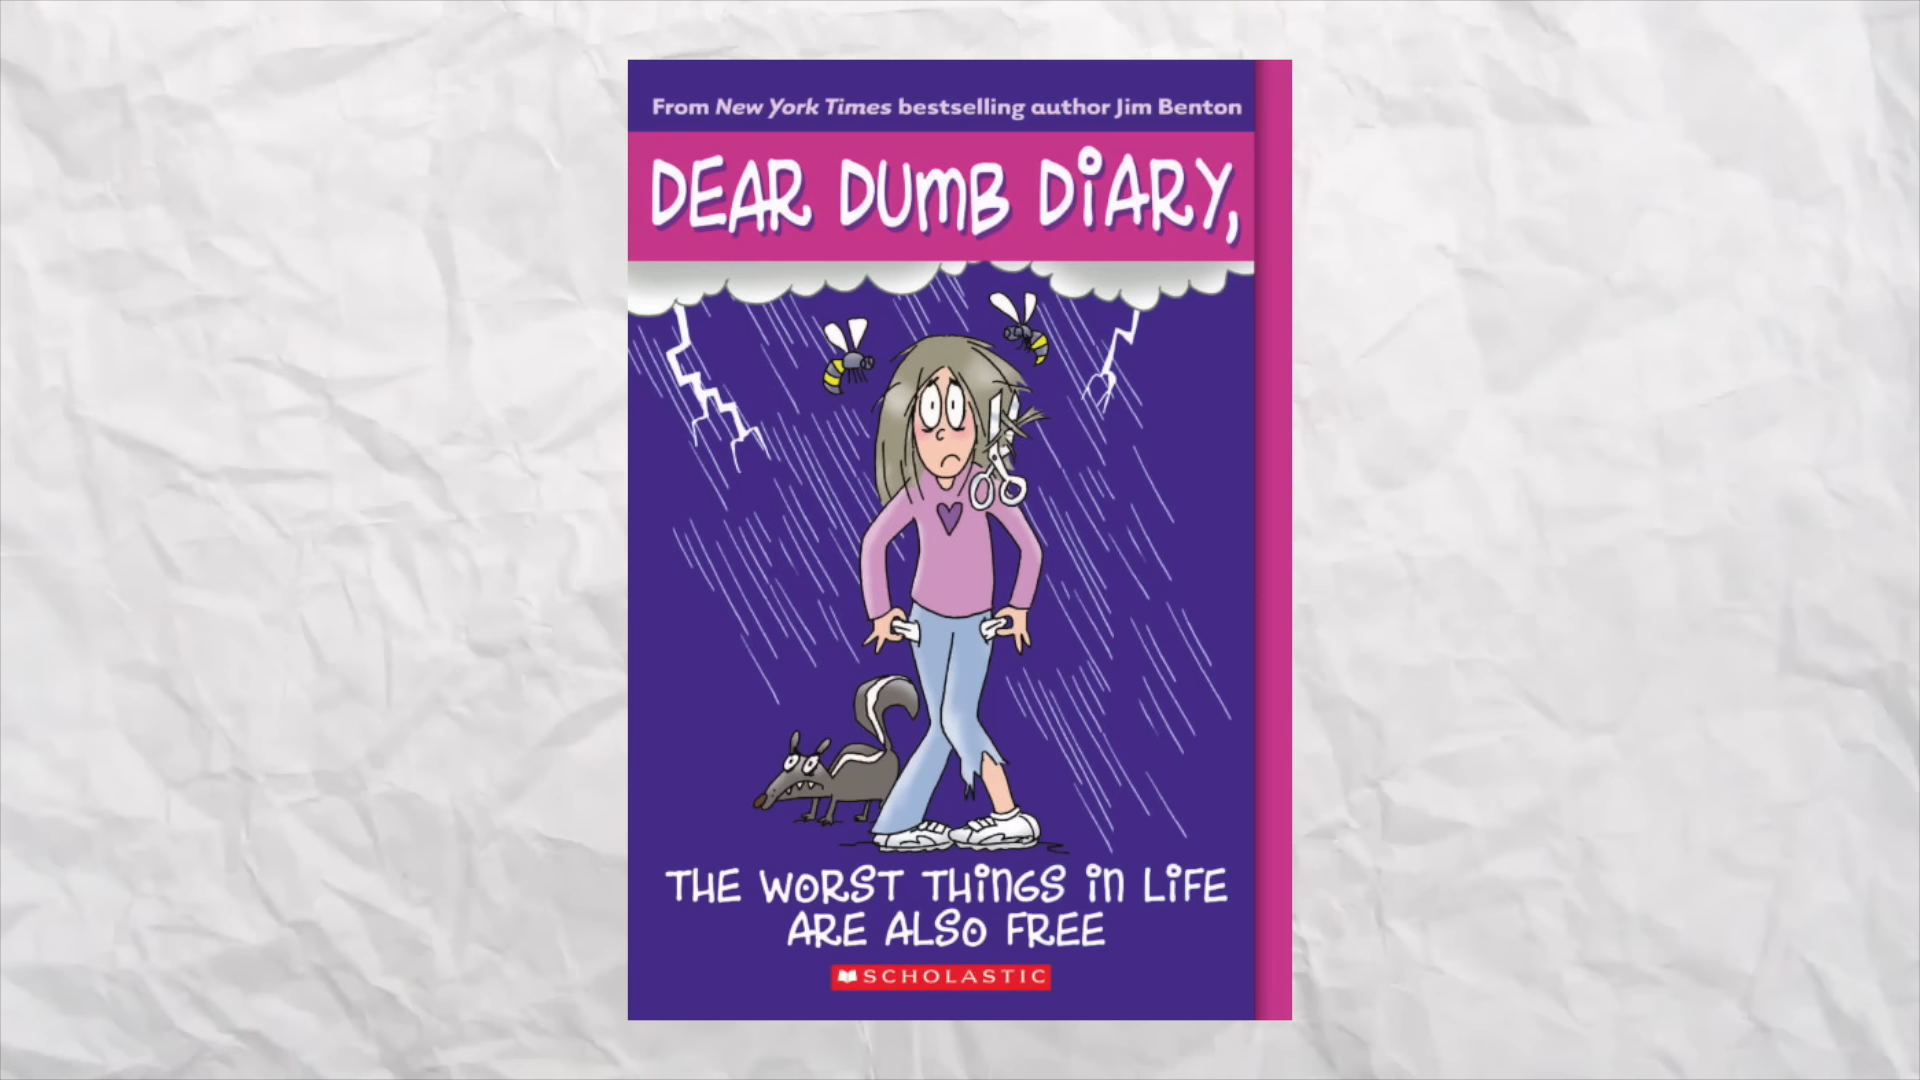 From New York Times bestselling author Jim Benton
DEAR DUMB DIARY,
THE WORST THINGS IN LIFE
ARE ALSO FREE
SCHOLASTIC